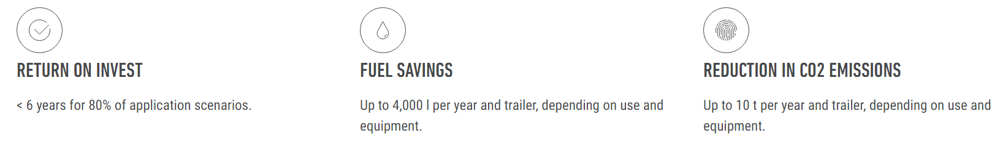 RETURN ON INVEST
< 6 years for 80% of application scenarios.
FUEL SAVINGS
Up to 4,000 l per year and trailer, depending on use and
equipment.
REDUCTION IN CO2 EMISSIONS
Up to 10 t per year and trailer, depending on use and
equipment.